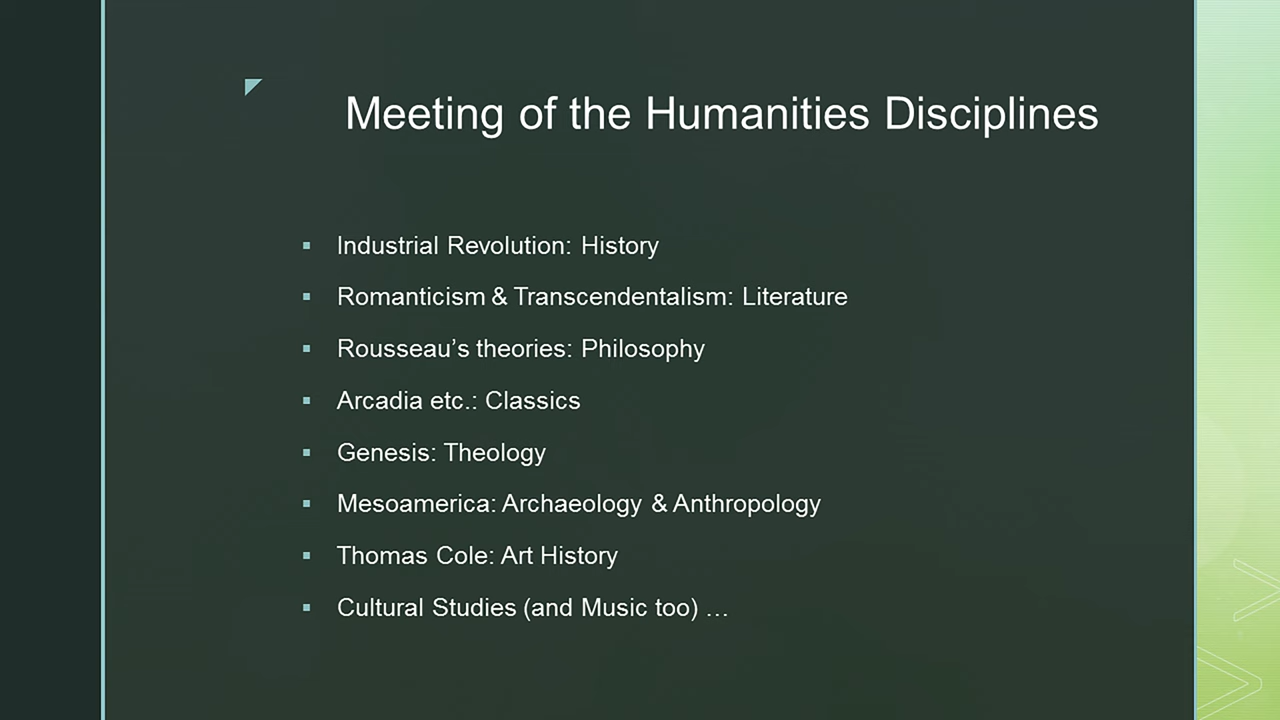 Meeting of the Humanities Disciplines
▪ Industrial Revolution: History
▪ Romanticism & Transcendentalism: Literature
▪ Rousseau’s theories: Philosophy
▪ Arcadia etc.: Classics
▪ Genesis: Theology
▪ Mesoamerica: Archaeology & Anthropology
▪ Thomas Cole: Art History
▪ Cultural Studies (and Music too) …